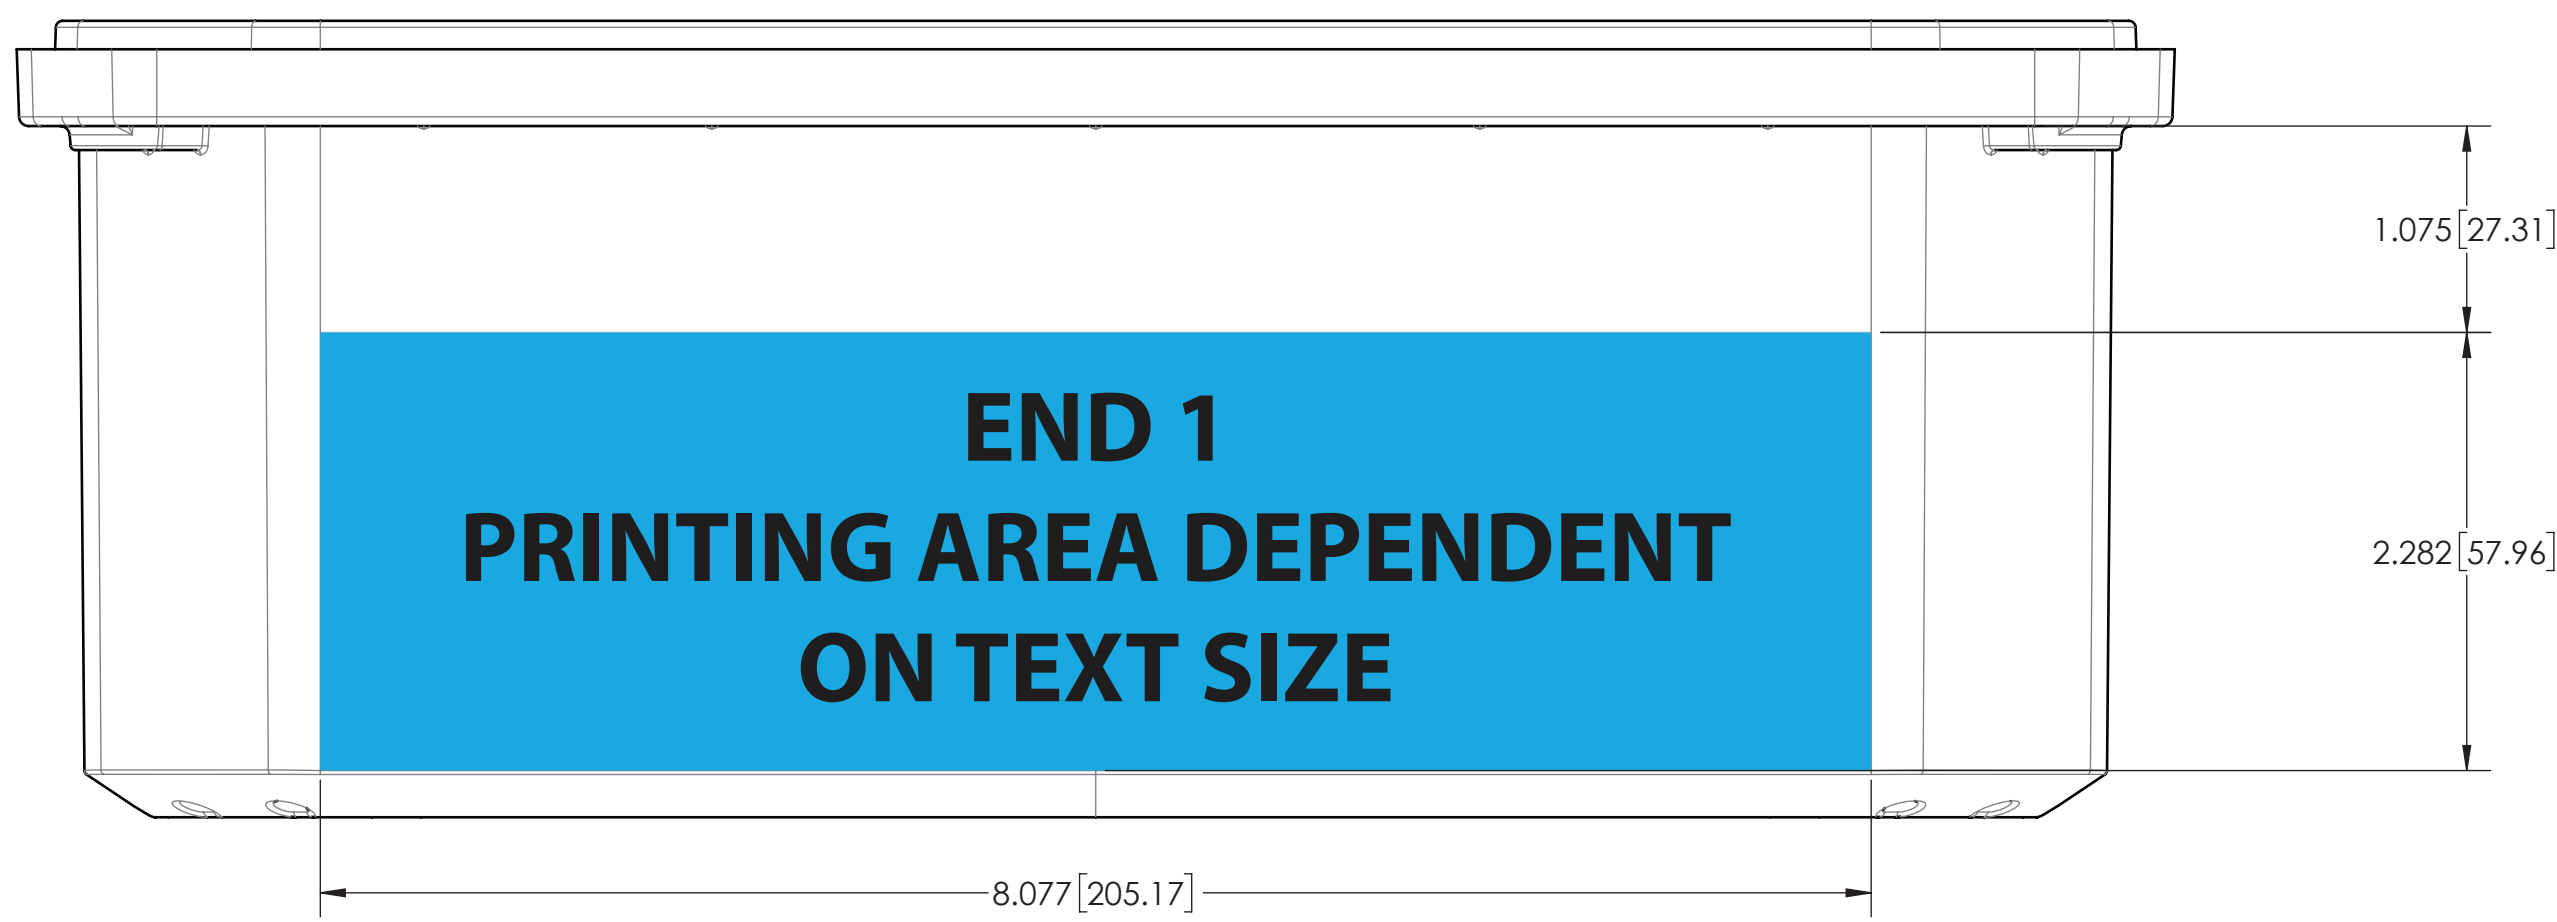 1.075[27.31]
END 1
PRINTING AREA DEPENDENT
ON TEXT SIZE
2.282[57.96]
8.077[205.17]